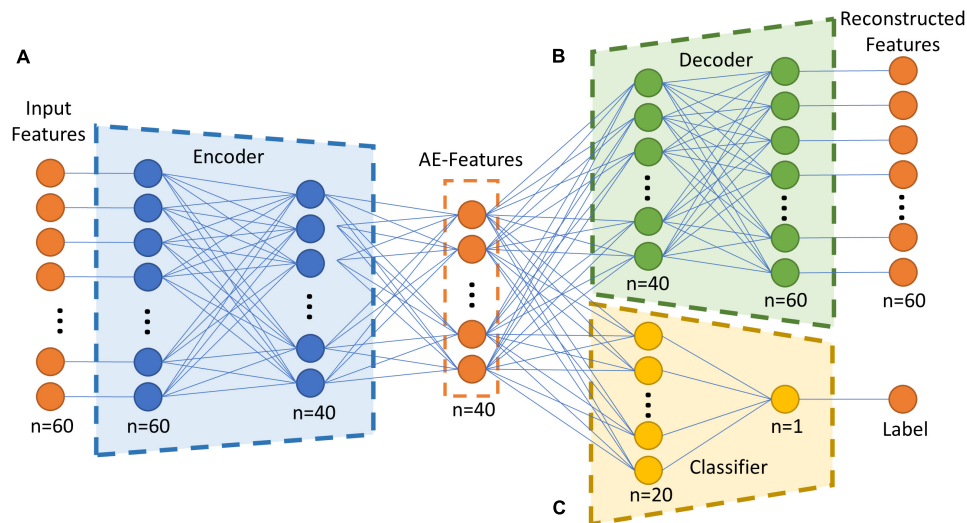 A
Input
Features
n=60
Encoder
n=60
n=40
AE-Features
n=40
B
Decoder
n=40
n=60
Reconstructed
Features
n=60
C
Classifier
n=20
n=1
Label